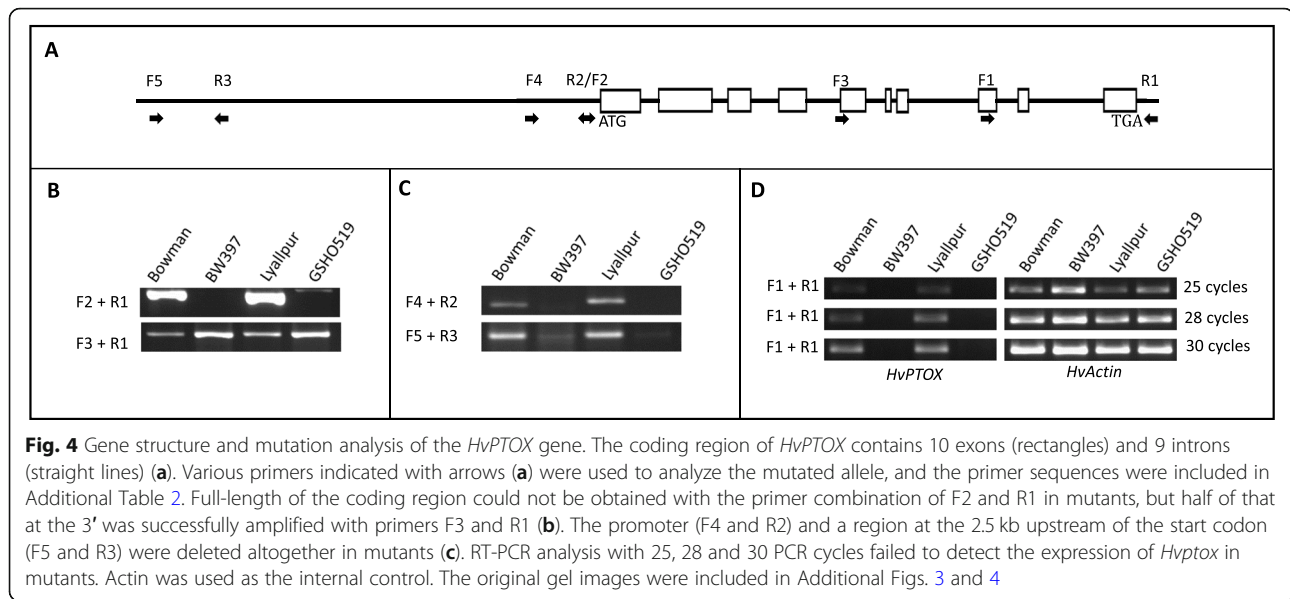 A
F5 R3 F4 R2/F2 F3 F1 R1
ATG TGA
B
Bowman BW397 Lyallpur GSHO519
F2 + R1
F3 + R1
C
Bowman BW397 Lyallpur GSHO519
F4 + R2
F5 + R3
D
Bowman BW397 Lyallpur GSHO519 Bowman BW397 Lyallpur GSHO519
F1 + R1 25 cycles
F1 + R1 28 cycles
F1 + R1 30 cycles
HvPTOX HvActin
Fig. 4 Gene structure and mutation analysis of the HvPTOX gene. The coding region of HvPTOX contains 10 exons (rectangles) and 9 introns
(straight lines) (a). Various primers indicated with arrows (a) were used to analyze the mutated allele, and the primer sequences were included in
Additional Table 2. Full-length of the coding region could not be obtained with the primer combination of F2 and R1 in mutants, but half of that
at the 3′ was successfully amplified with primers F3 and R1 (b). The promoter (F4 and R2) and a region at the 2.5 kb upstream of the start codon
(F5 and R3) were deleted altogether in mutants (c). RT-PCR analysis with 25, 28 and 30 PCR cycles failed to detect the expression of Hvptox in
mutants. Actin was used as the internal control. The original gel images were included in Additional Figs. 3 and 4